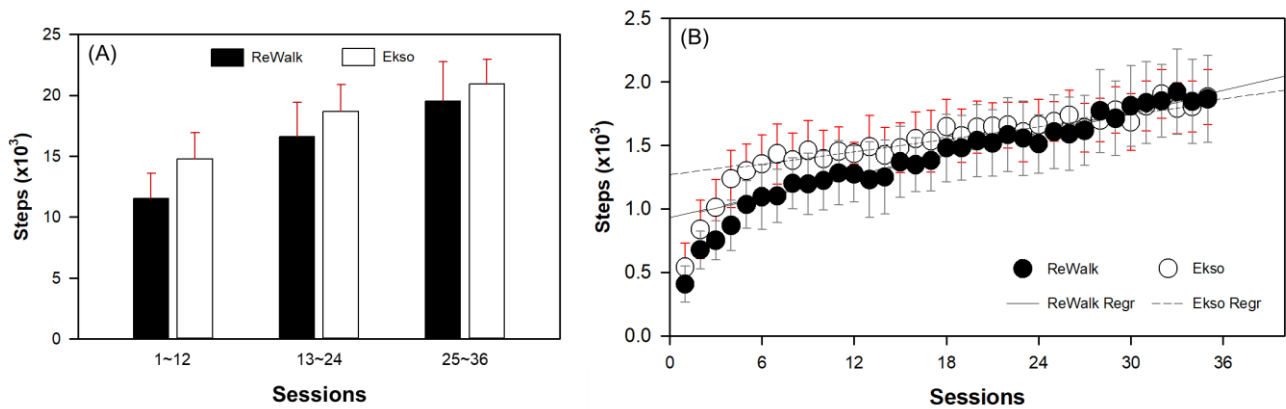 (A)
ReWalk
Ekso
25
20
15
10
5
0
Steps (x10³)
1~12
13~24
25~36
Sessions
(B)
2.5
2.0
1.5
1.0
0.5
0.0
Steps (x10³)
ReWalk
Ekso
ReWalk Regr
Ekso Regr
0
6
12
18
24
30
36
Sessions